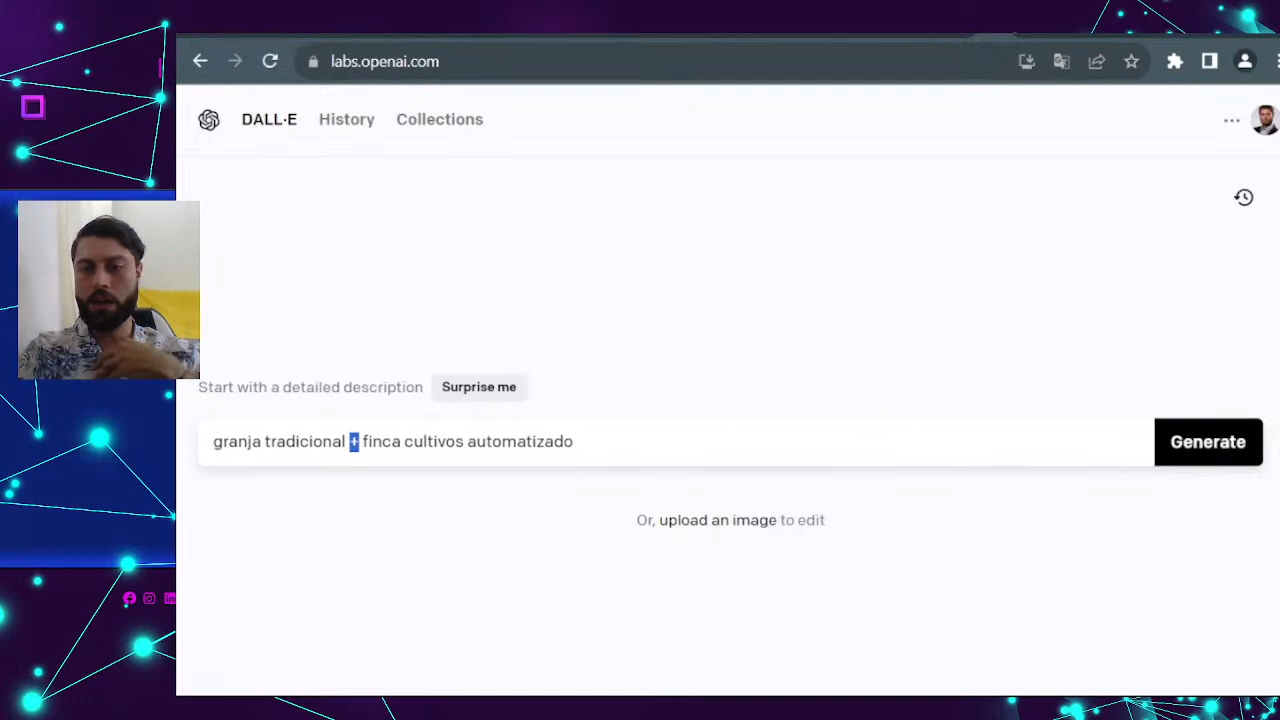 labs.openai.com
DALL·E History Collections
Start with a detailed description Surprise me
granja tradicional + finca cultivos automatizado Generate
Or, upload an image to edit